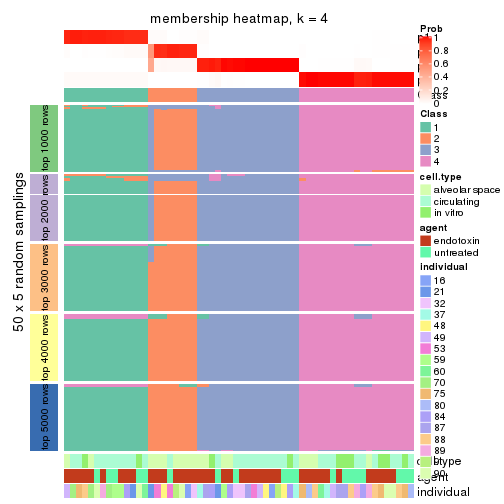 membership heatmap, k = 4
50 x 5 random samplings
top 1000 rows
top 2000 rows
top 3000 rows
top 4000 rows
top 5000 rows
Prob
1
0.8
0.6
0.4
0.2
0
Class
1
2
3
4
cell.type
alveolar space
circulating
in vitro
agent
endotoxin
untreated
individual
16
21
32
37
48
49
53
59
60
70
75
80
84
87
88
89
90
agent
individual